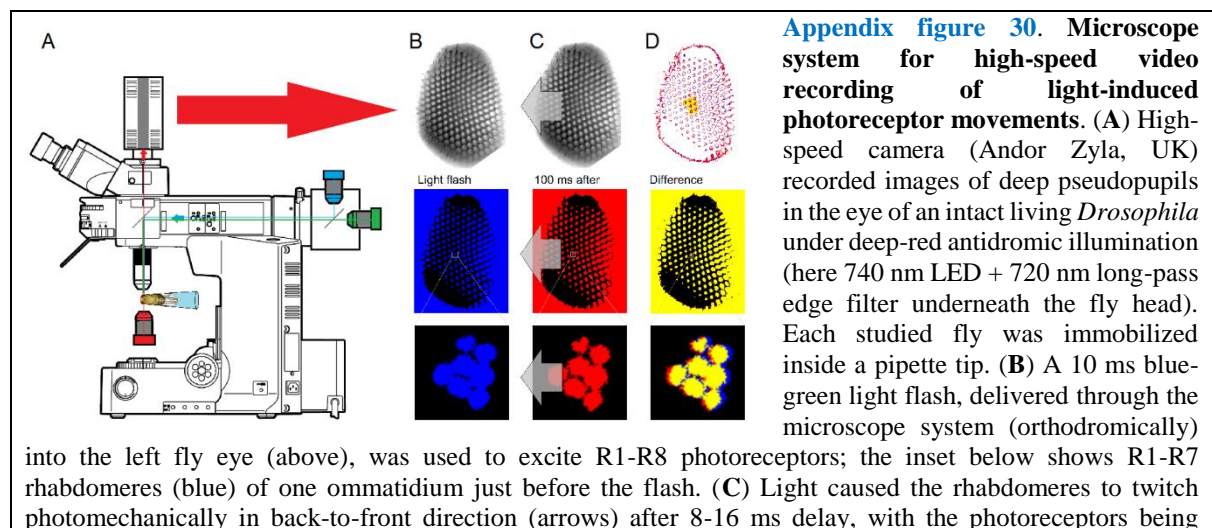 A
B
C
D
Light flash
100 ms after
Difference
Appendix figure 30. Microscope
system for high-speed video
recording of light-induced
photoreceptor movements. (A) High-
speed camera (Andor Zyla, UK)
recorded images of deep pseudopupils
in the eye of an intact living Drosophila
under deep-red antidromic illumination
(here 740 nm LED + 720 nm long-pass
edge filter underneath the fly head).
Each studied fly was immobilized
inside a pipette tip. (B) A 10 ms blue-
green light flash, delivered through the
microscope system (orthodromically)
into the left fly eye (above), was used to excite R1-R8 photoreceptors; the inset below shows R1-R7
rhabdomeres (blue) of one ommatidium just before the flash. (C) Light caused the rhabdomeres to twitch
photomechanically in back-to-front direction (arrows) after 8-16 ms delay, with the photoreceptors being